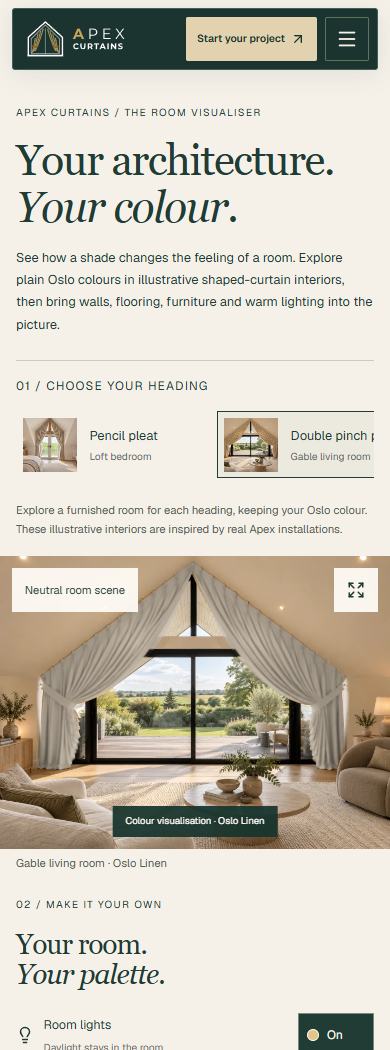 APEX
CURTAINS
Start your project
APEX CURTAINS / THE ROOM VISUALISER
Your architecture.
Your colour.
See how a shade changes the feeling of a room. Explore
plain Oslo colours in illustrative shaped-curtain interiors,
then bring walls, flooring, furniture and warm lighting into the
picture.
01 / CHOOSE YOUR HEADING
Pencil pleat
Loft bedroom
Double pinch p
Gable living room
Explore a furnished room for each heading, keeping your Oslo colour.
These illustrative interiors are inspired by real Apex installations.
Neutral room scene
Colour visualisation · Oslo Linen
Gable living room · Oslo Linen
02 / MAKE IT YOUR OWN
Your room.
Your palette.
Room lights
On
Daylight stays in the room